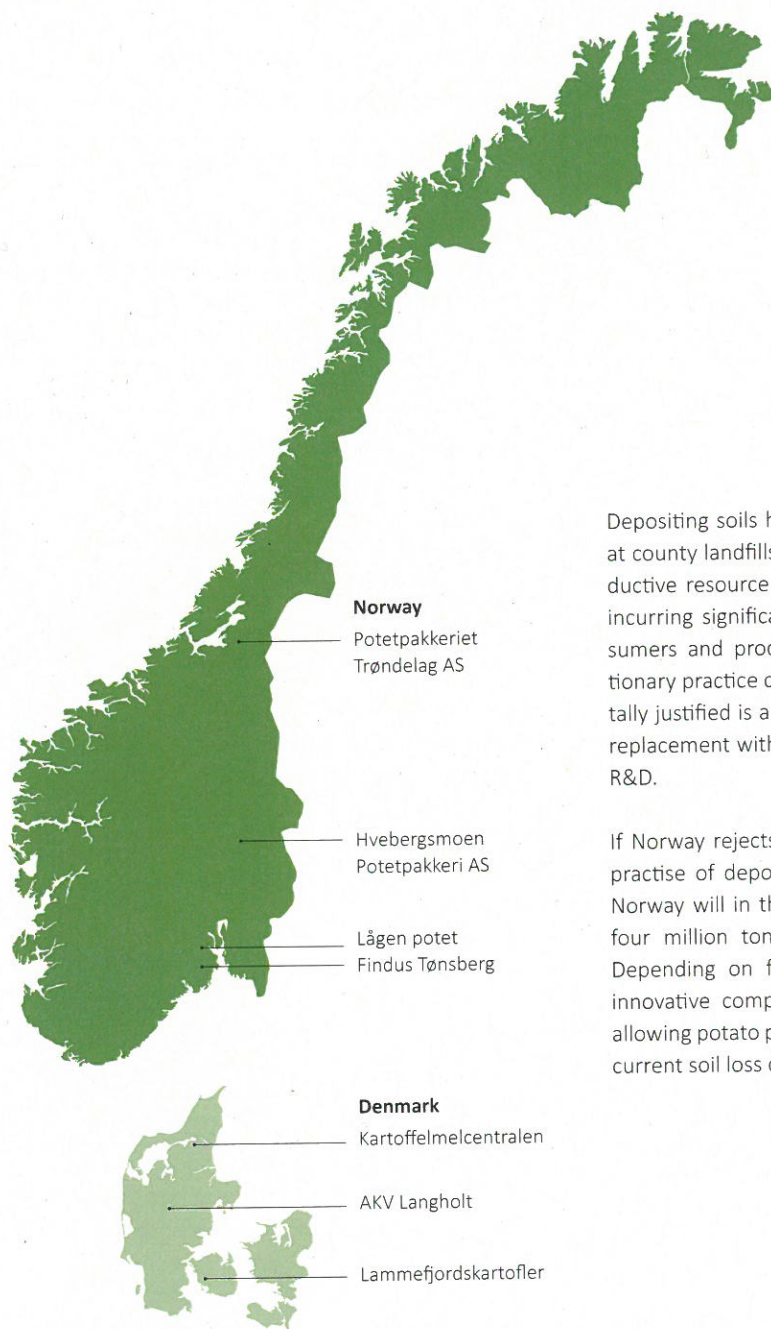 Norway
Potetpakkeriet
Trøndelag AS
Hvebergsmoen
Potetpakkeri AS
Lågen potet
Findus Tønsberg
Denmark
Kartoffelmelcentralen
AKV Langholt
Lammefjordskartofler
Depositing soils h
at county landfills
ductive resource
incurring significa
sumers and proc
tionary practice o
tally justified is a
replacement with
R&D.
If Norway rejects
practise of depo
Norway will in th
four million ton
Depending on f
innovative comp
allowing potato p
current soil loss o